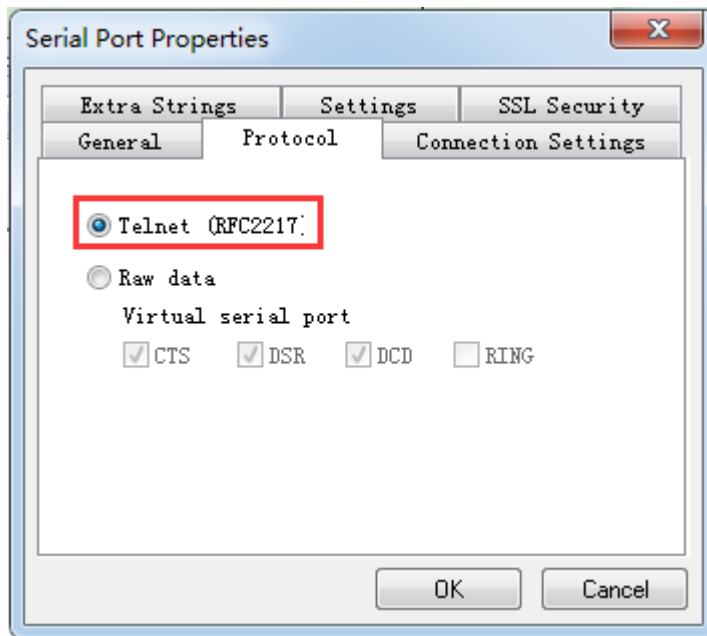 Serial Port Properties
Extra Strings Settings SSL Security
General Protocol Connection Settings
Telnet (RFC2217)
Raw data
Virtual serial port
CTS DSR DCD RING
OK Cancel